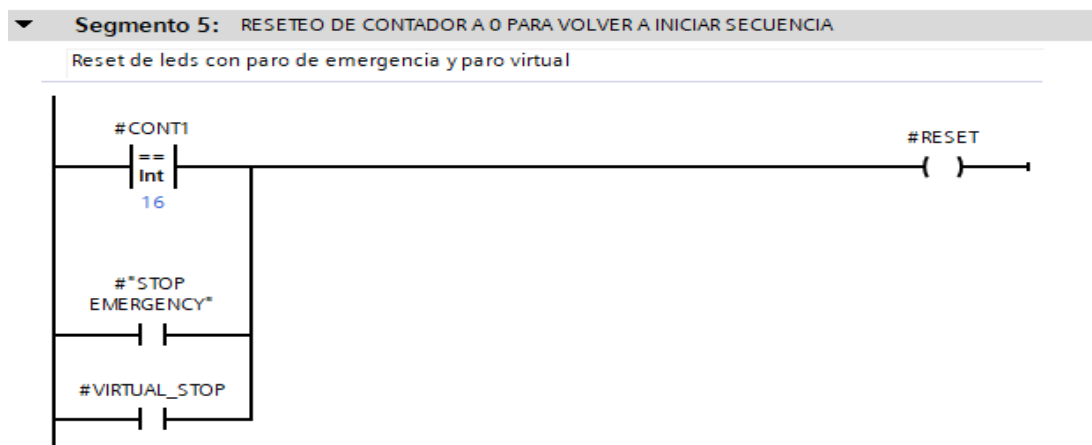 Segmento 5: RESETEO DE CONTADOR A 0 PARA VOLVER A INICIAR SECUENCIA
Reset de leds con paro de emergencia y paro virtual
#CONT1
==
Int
16
#RESET
#"STOP
EMERGENCY"
#VIRTUAL_STOP